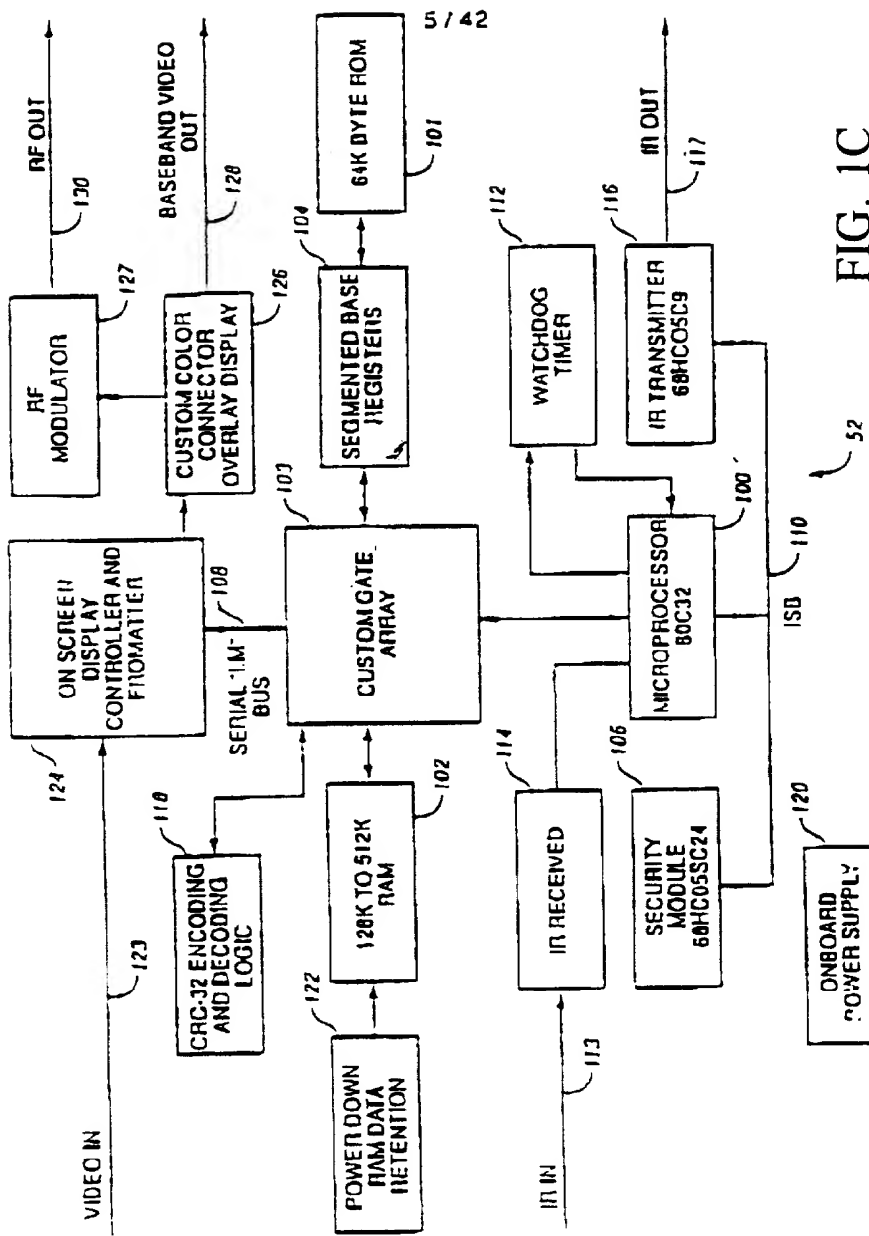 5 / 42
VIDEO IN
123
124
ON SCREEN
DISPLAY
CONTROLLER AND
FROMATTER
RF
MODULATOR
127
RF OUT
130
118
CRC-32 ENCODING
AND DECODING
LOGIC
SERIAL "I.M"
BUS
108
CUSTOM COLOR
CONNECTOR
OVERLAY DISPLAY
126
BASEBAND VIDEO
OUT
128
122
POWER DOWN
RAM DATA
RETENTION
128K TO 512K
RAM
102
103
CUSTOM GATE
ARRAY
SEGMENTED BASE
REGISTERS
104
64K BYTE ROM
101
IR IN
113
IR RECEIVED
114
WATCHDOG
TIMER
112
106
SECURITY
MODULE
68HC05SC24
MICROPROCESSOR
80C32
100'
IR TRANSMITTER
68HC05C9
116
IR OUT
117
ISB
110
120
ONBOARD
POWER SUPPLY
52
FIG. 1C